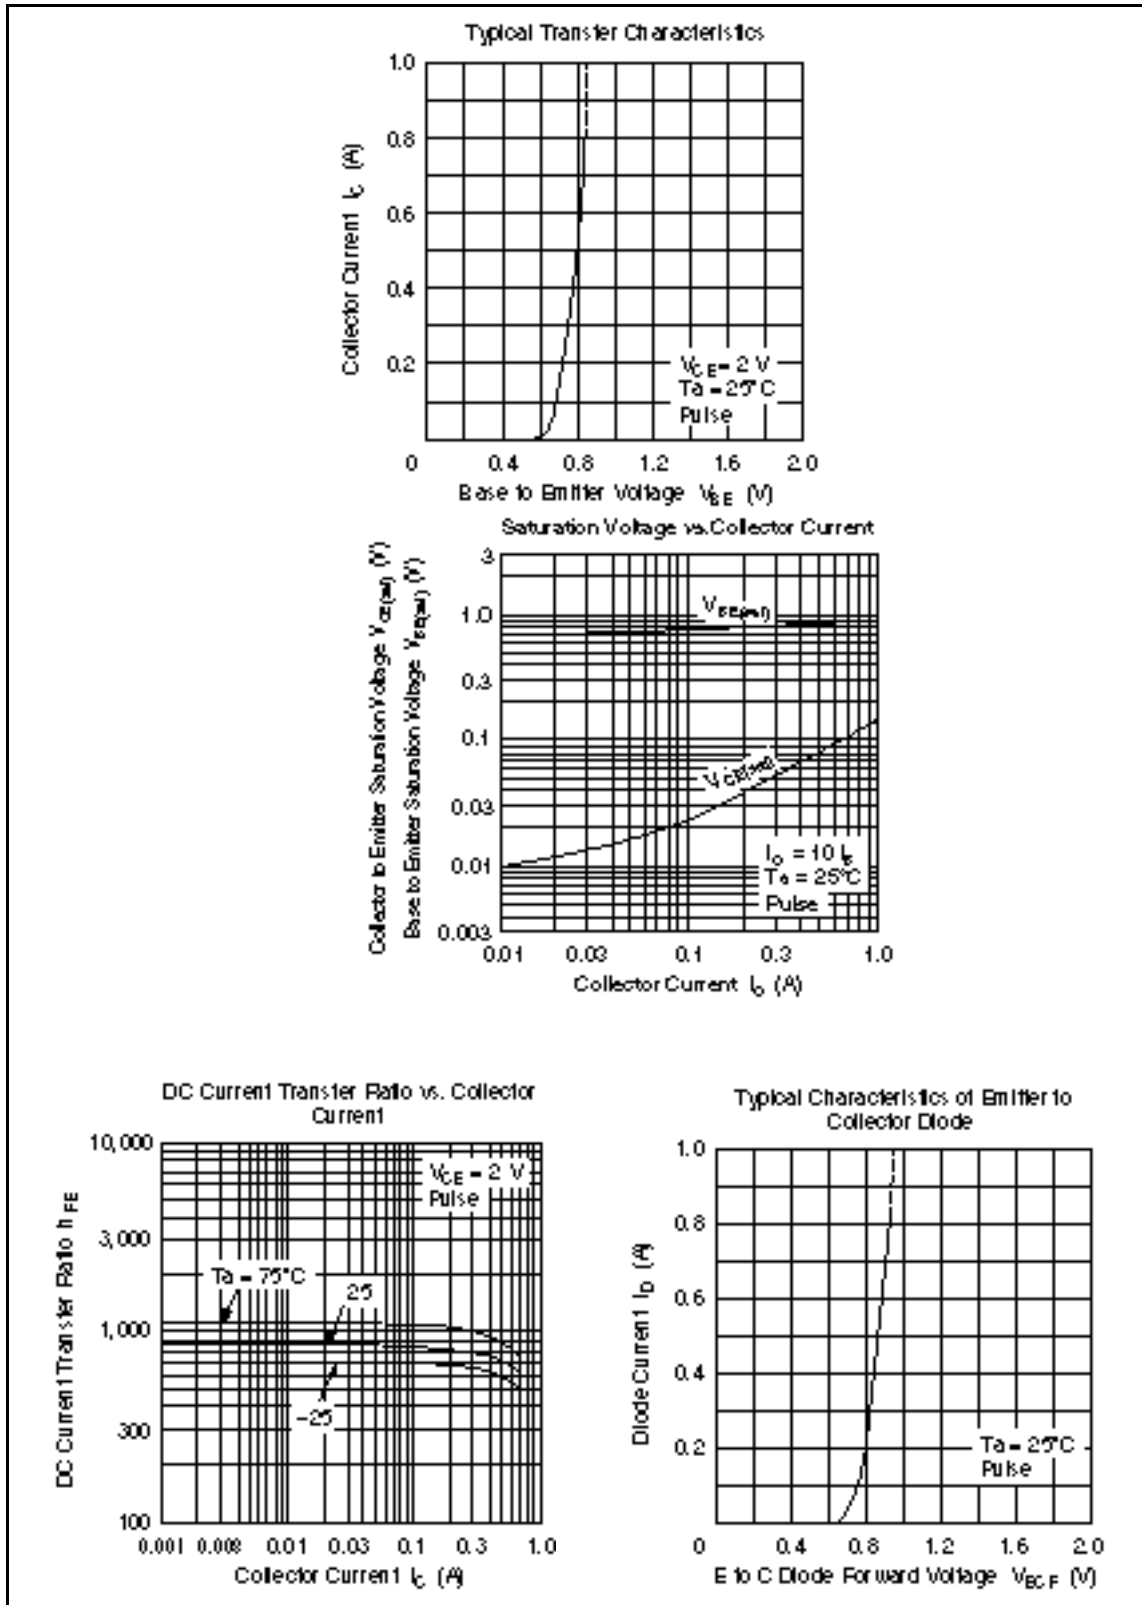 Typical Transfer Characteristics
1.0
0.8
0.6
0.4
0.2
Collector Current I_C (A)
V_CE = 2 V
Ta = 25°C
Pulse
0 0.4 0.8 1.2 1.6 2.0
Base to Emitter Voltage V_BE (V)
Saturation Voltage vs.Collector Current
Collector to Emitter Saturation Voltage V_CE(sat) (V)
Base to Emitter Saturation Voltage V_BE(sat) (V)
3
1.0
0.3
0.1
0.03
0.01
0.003
V_BE(sat)
V_CE(sat)
I_C = 10 I_B
Ta = 25°C
Pulse
0.01 0.03 0.1 0.3 1.0
Collector Current I_C (A)
DC Current Transfer Ratio vs. Collector
Current
DC Current Transfer Ratio h_FE
10,000
3,000
1,000
300
100
V_CE = 2 V
Pulse
Ta = 75°C
25
–25
0.001 0.003 0.01 0.03 0.1 0.3 1.0
Collector Current I_C (A)
Typical Characteristics of Emitter to
Collector Diode
Diode Current I_D (A)
1.0
0.8
0.6
0.4
0.2
Ta = 25°C
Pulse
0 0.4 0.8 1.2 1.6 2.0
E to C Diode Forward Voltage V_ECF (V)